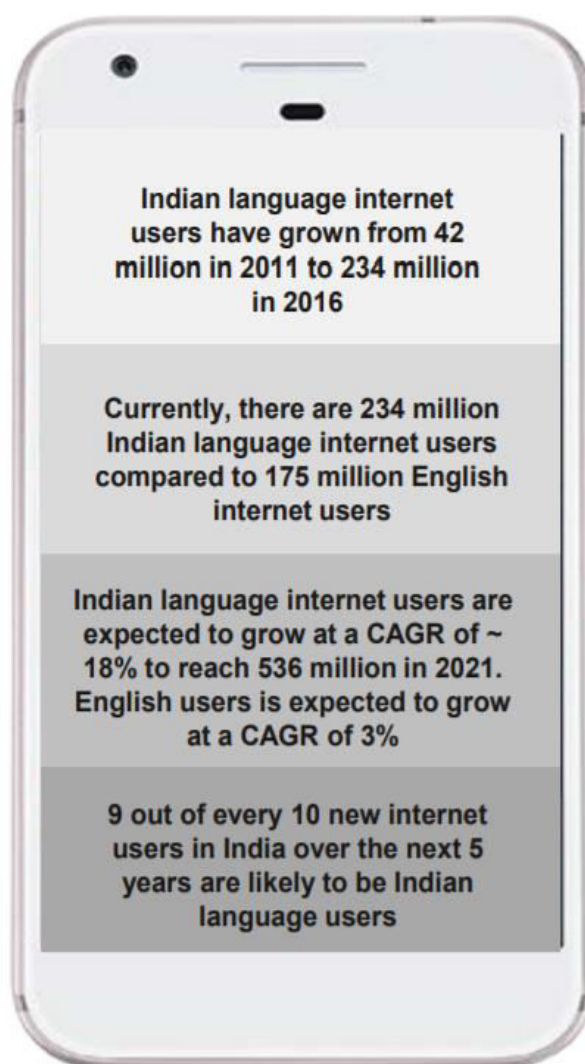 Indian language internet
users have grown from 42
million in 2011 to 234 million
in 2016
Currently, there are 234 million
Indian language internet users
compared to 175 million English
internet users
Indian language internet users are
expected to grow at a CAGR of ~
18% to reach 536 million in 2021.
English users is expected to grow
at a CAGR of 3%
9 out of every 10 new internet
users in India over the next 5
years are likely to be Indian
language users